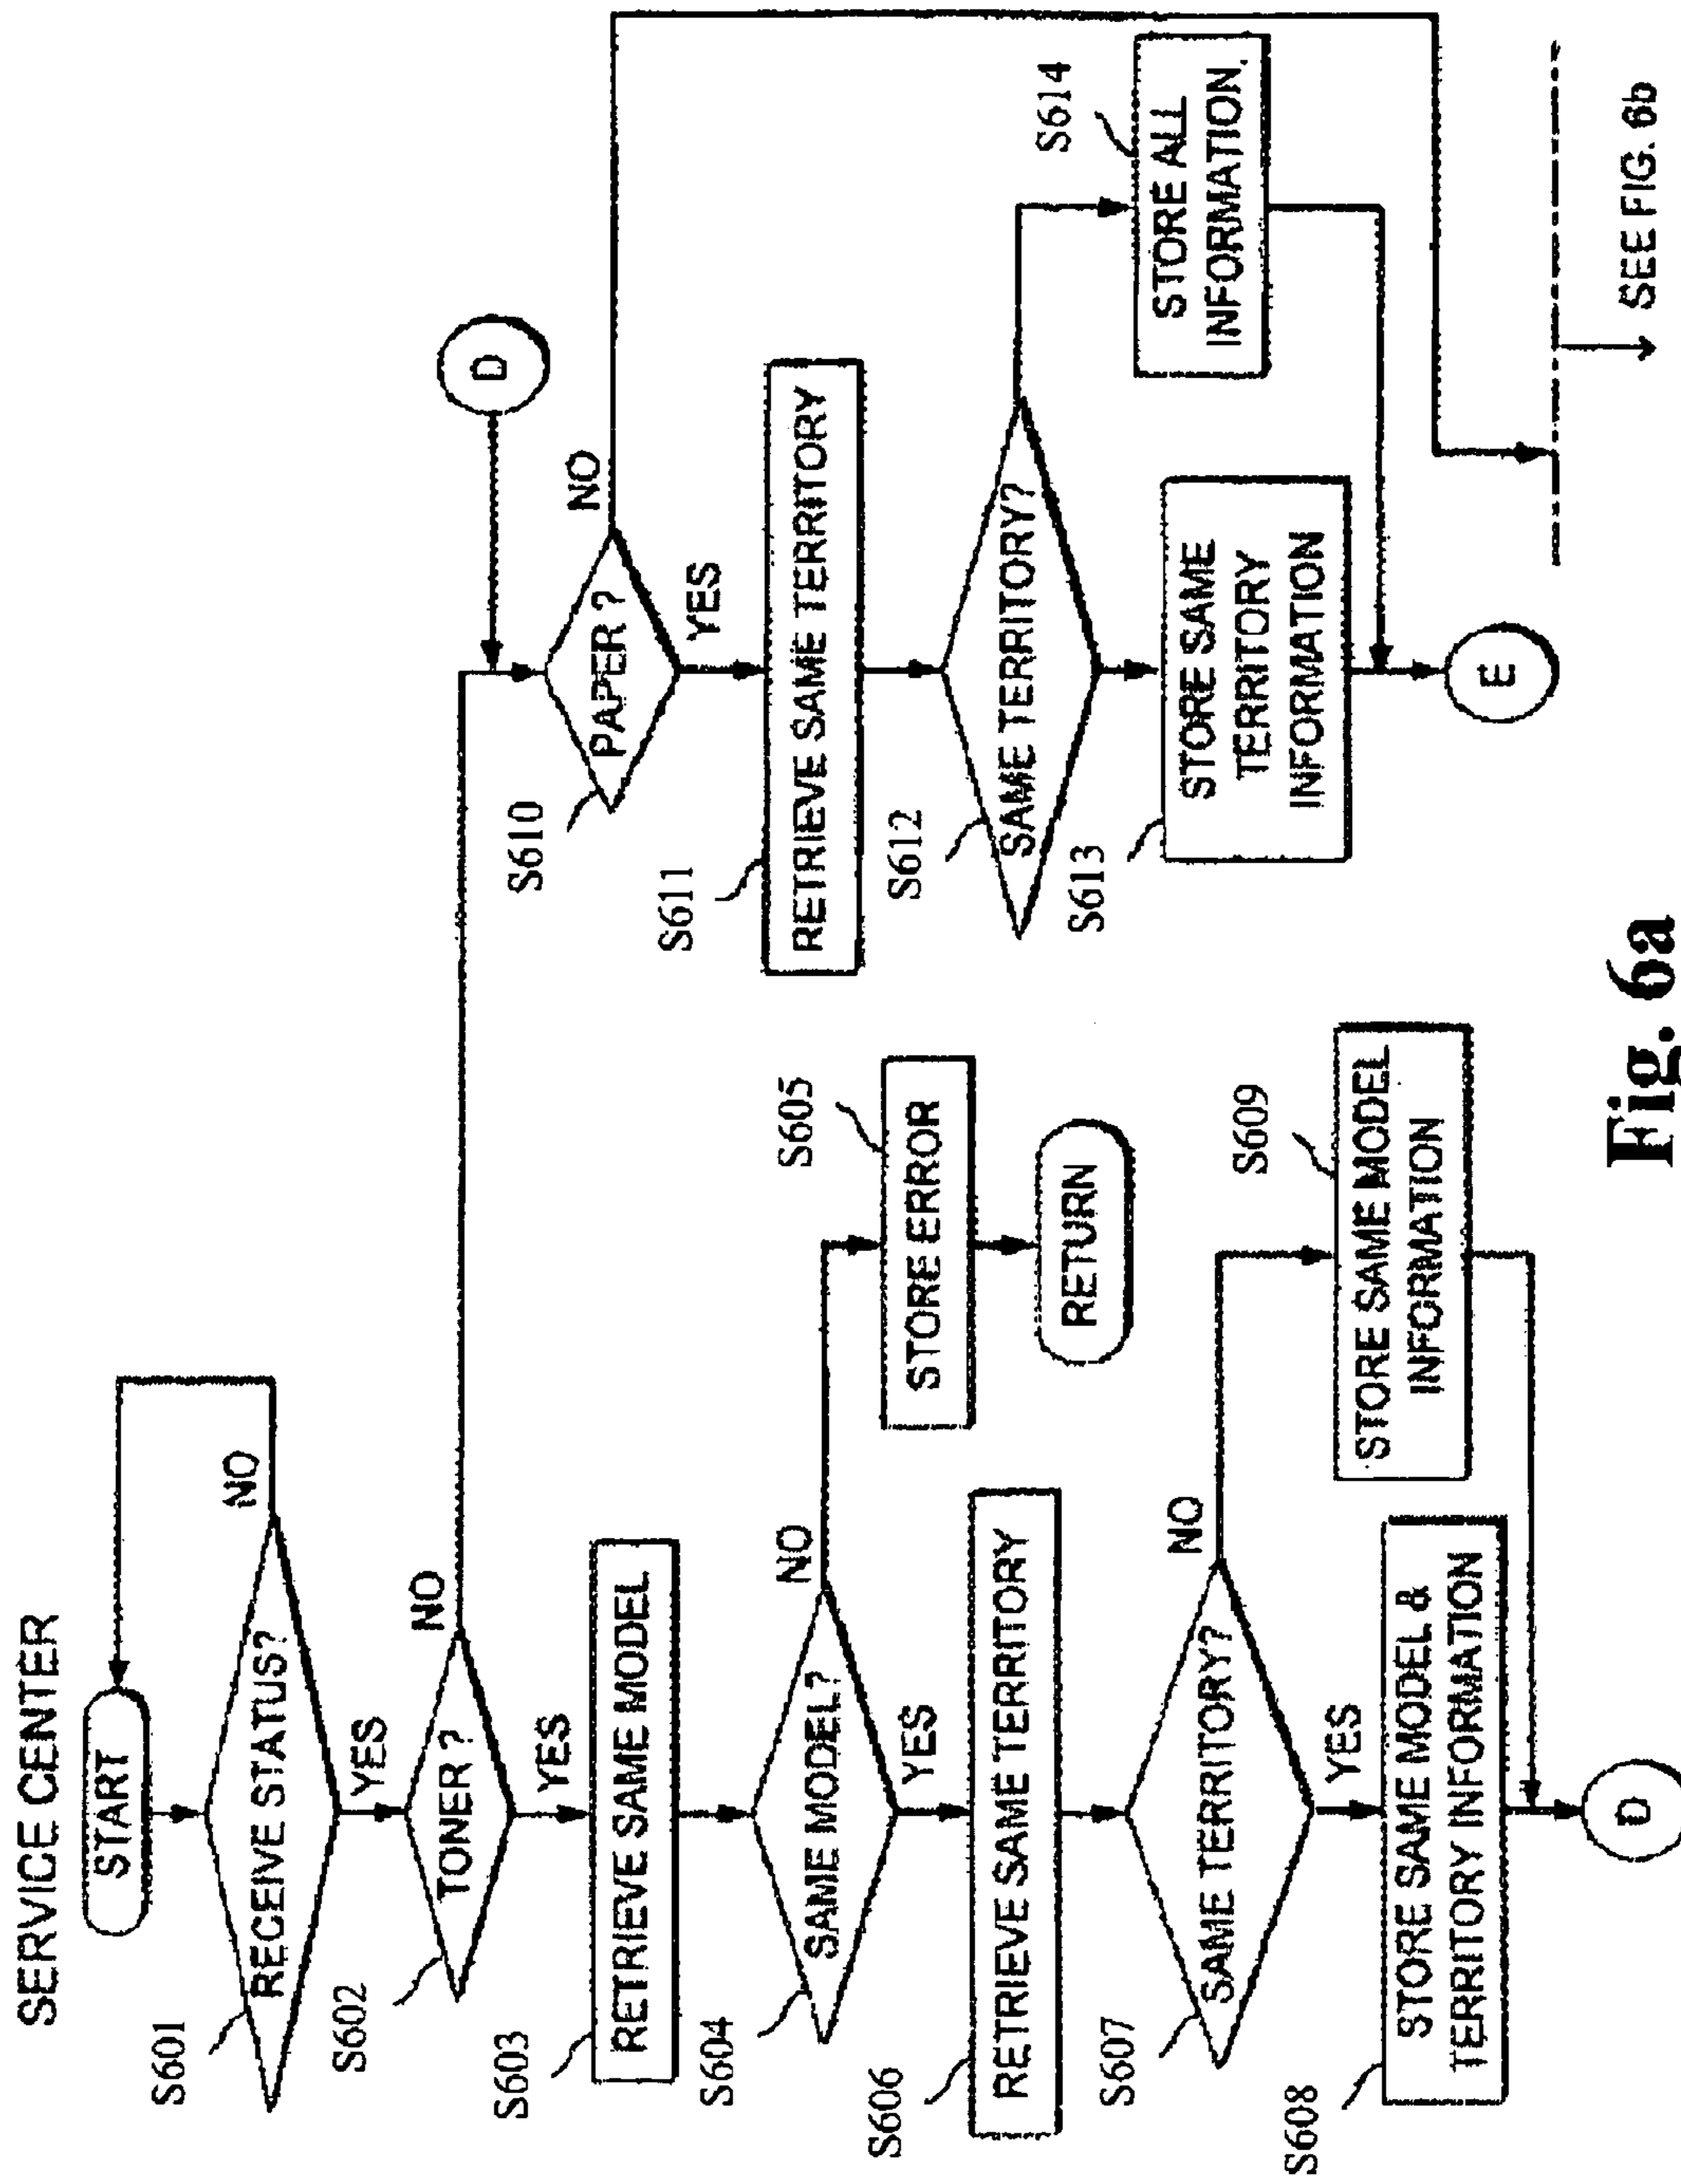 SERVICE CENTER
START
S601
RECEIVE STATUS?
NO
YES
S602
TONER ?
NO
YES
S603
RETRIEVE SAME MODEL
S604
SAME MODEL?
NO
YES
S605
STORE ERROR
RETURN
S606
RETRIEVE SAME TERRITORY
S607
SAME TERRITORY?
NO
YES
S608
STORE SAME MODEL &
TERRITORY INFORMATION
S609
STORE SAME MODEL
INFORMATION
D
D
S610
PAPER ?
NO
YES
S611
RETRIEVE SAME TERRITORY
S612
SAME TERRITORY?
S613
STORE SAME
TERRITORY
INFORMATION
S614
STORE ALL
INFORMATION.
E
SEE FIG. 6b
Fig. 6a